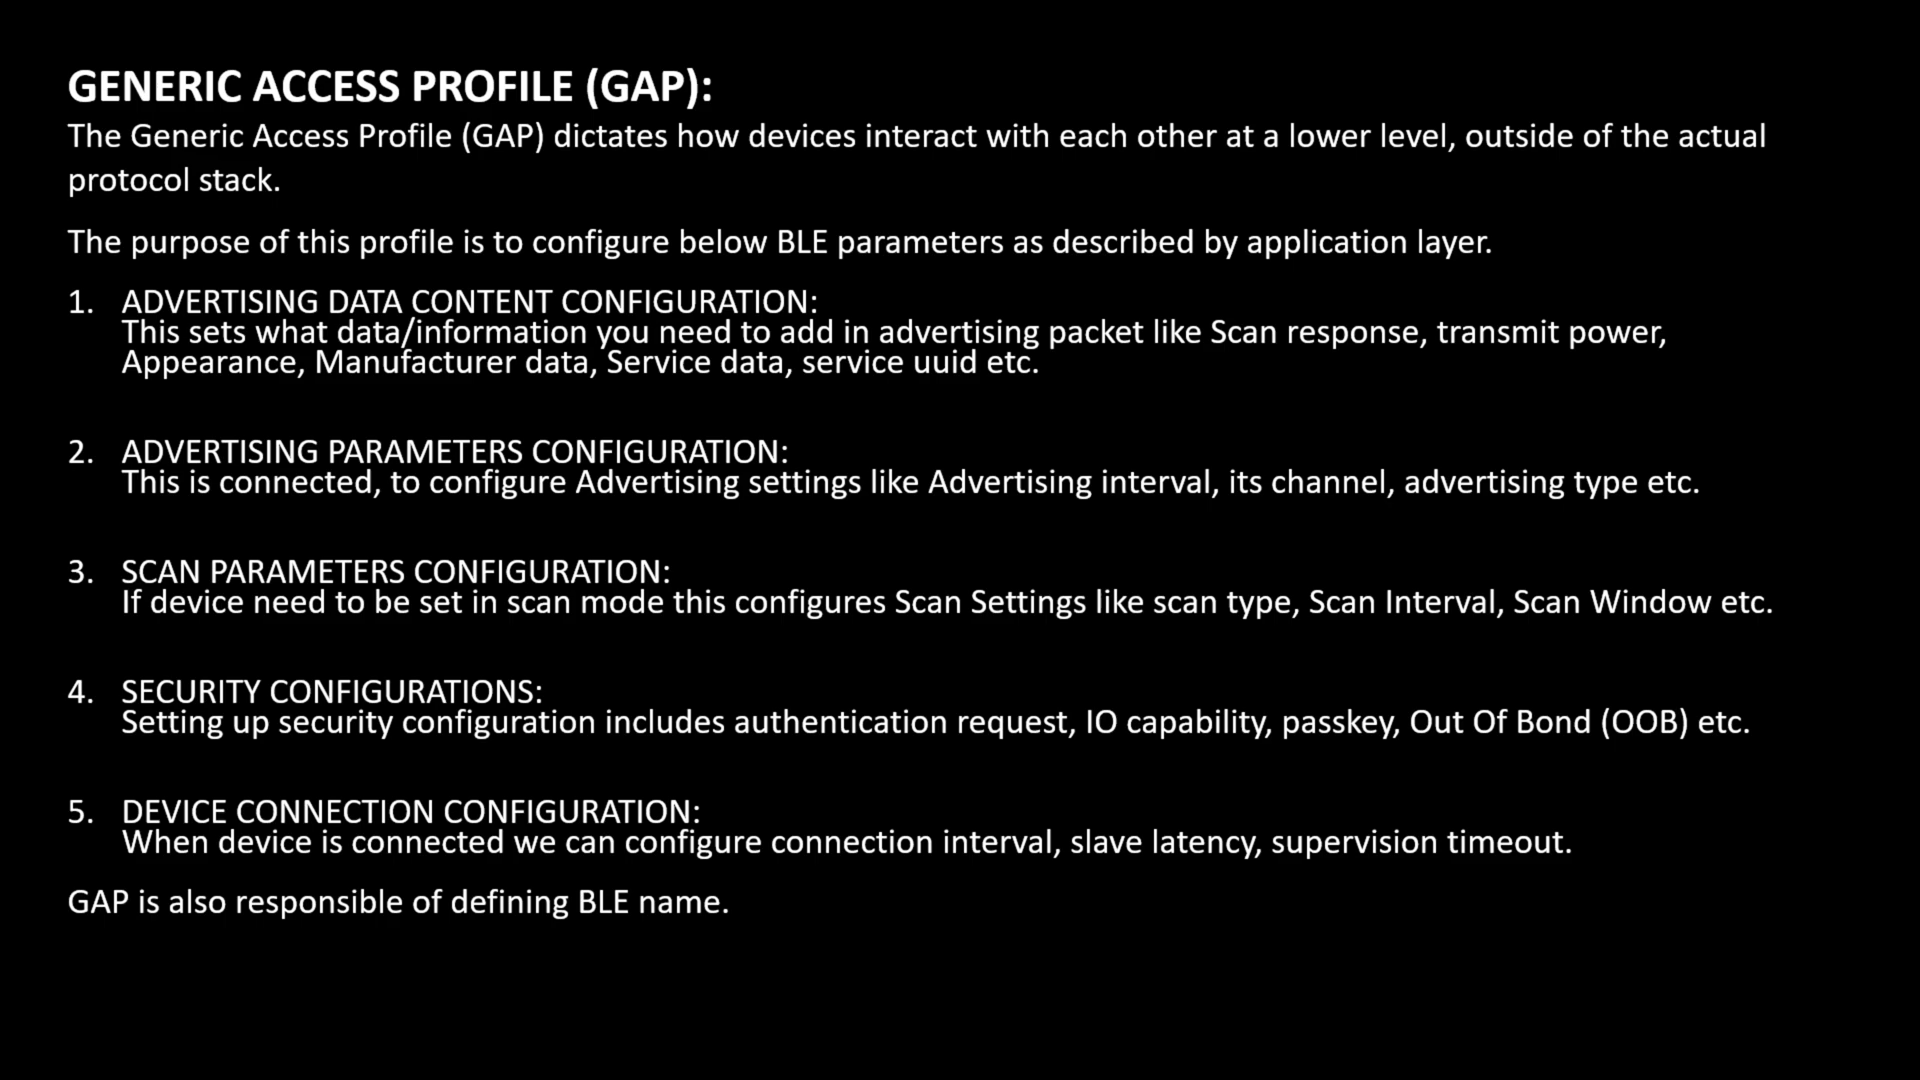 GENERIC ACCESS PROFILE (GAP):
The Generic Access Profile (GAP) dictates how devices interact with each other at a lower level, outside of the actual
protocol stack.
The purpose of this profile is to configure below BLE parameters as described by application layer.
1. ADVERTISING DATA CONTENT CONFIGURATION:
This sets what data/information you need to add in advertising packet like Scan response, transmit power,
Appearance, Manufacturer data, Service data, service uuid etc.
2. ADVERTISING PARAMETERS CONFIGURATION:
This is connected, to configure Advertising settings like Advertising interval, its channel, advertising type etc.
3. SCAN PARAMETERS CONFIGURATION:
If device need to be set in scan mode this configures Scan Settings like scan type, Scan Interval, Scan Window etc.
4. SECURITY CONFIGURATIONS:
Setting up security configuration includes authentication request, IO capability, passkey, Out Of Bond (OOB) etc.
5. DEVICE CONNECTION CONFIGURATION:
When device is connected we can configure connection interval, slave latency, supervision timeout.
GAP is also responsible of defining BLE name.